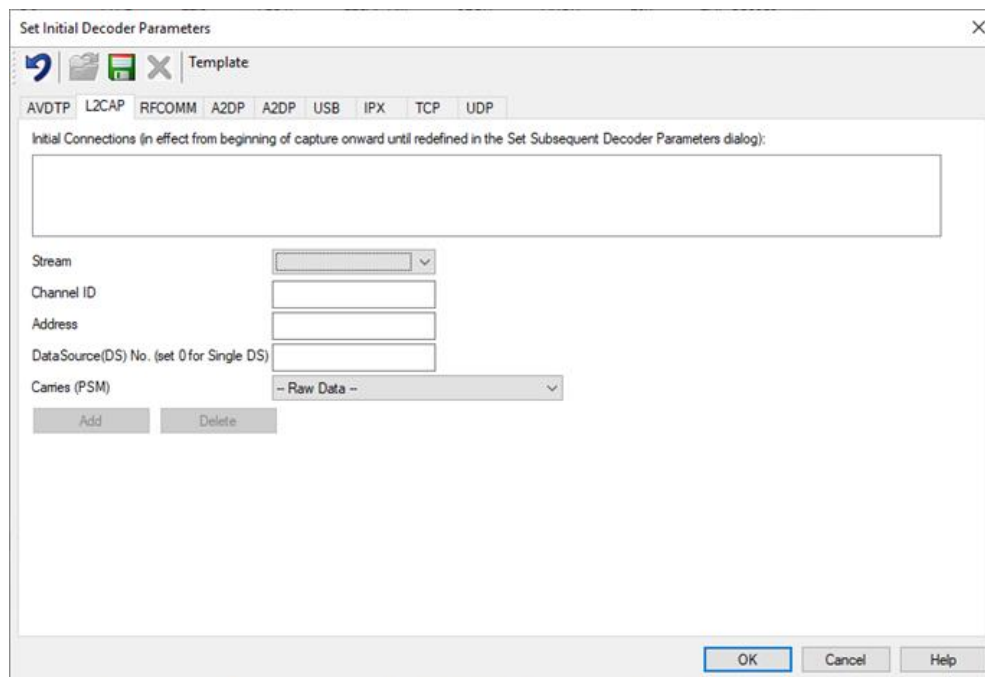 Set Initial Decoder Parameters
Template
AVDTP L2CAP RFCOMM A2DP A2DP USB IPX TCP UDP
Initial Connections (in effect from beginning of capture onward until redefined in the Set Subsequent Decoder Parameters dialog):
Stream
Channel ID
Address
DataSource(DS) No. (set 0 for Single DS)
Carries (PSM) -- Raw Data --
Add Delete
OK Cancel Help